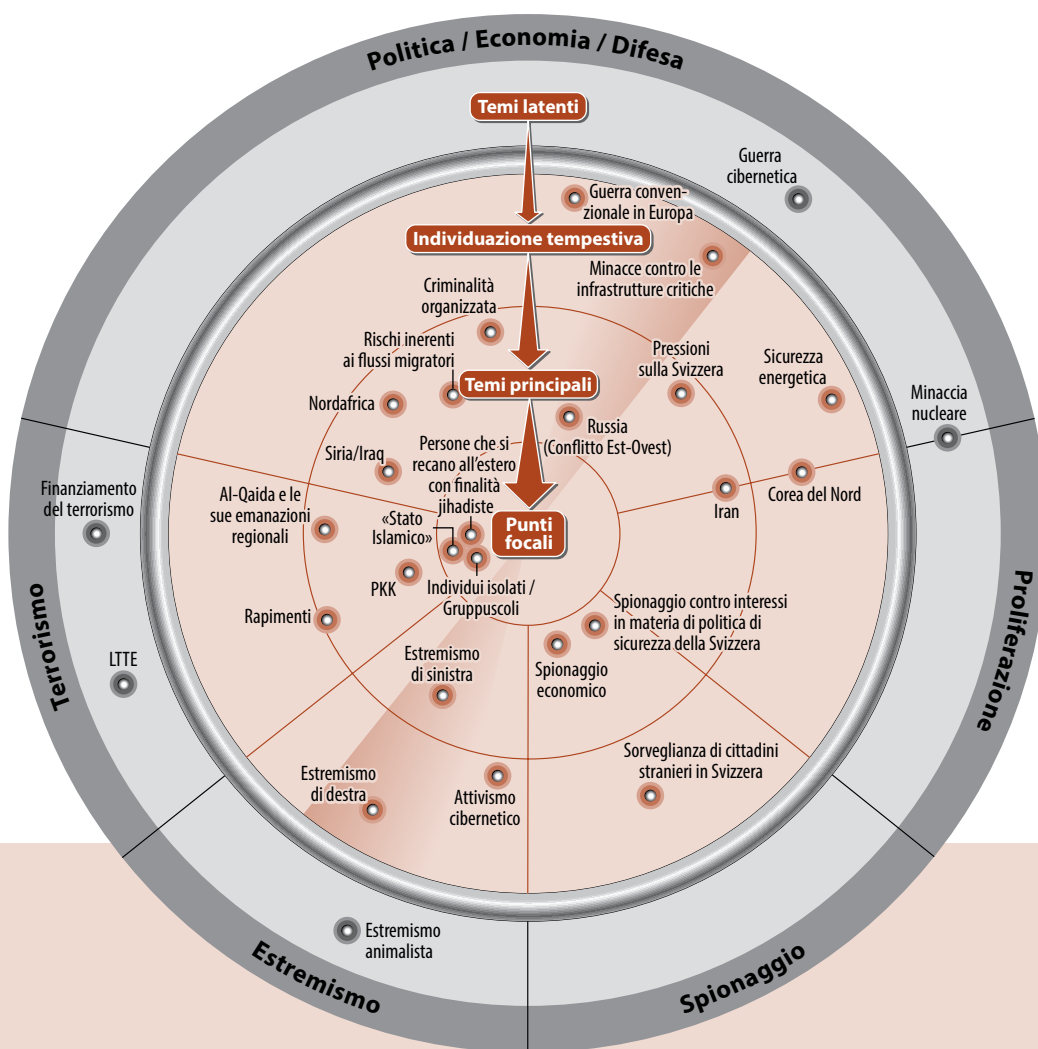 Politica / Economia / Difesa
Temi latenti
Guerra
cibernetica
Guerra conven-
zionale in Europa
Individuazione tempestiva
Minacce contro le
infrastrutture critiche
Criminalità
organizzata
Rischi inerenti
ai flussi migratori
Pressioni
sulla Svizzera
Sicurezza
energetica
Temi principali
Nordafrica
Minaccia
nucleare
Russia
(Conflitto Est-Ovest)
Persone che si
recano all'estero
con finalità
jihadiste
Siria/Iraq
Corea del Nord
Iran
Finanziamento
del terrorismo
Al-Qaida e le
sue emanazioni
regionali
«Stato
Islamico»
Punti
focali
PKK
Individui isolati /
Gruppuscoli
Rapimenti
Spionaggio contro interessi
in materia di politica di
sicurezza della Svizzera
Terrorismo
Proliferazione
LTTE
Estremismo
di sinistra
Spionaggio
economico
Sorveglianza di cittadini
stranieri in Svizzera
Estremismo
di destra
Attivismo
cibernetico
Estremismo
animalista
Estremismo
Spionaggio